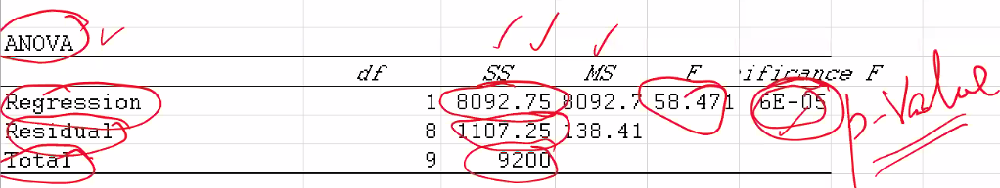 ANOVA
df SS MS F ificance F
Regression 1 8092.75 8092.7 58.471 6E-05
Residual 8 1107.25 138.41
Total 9 9200
p-Value